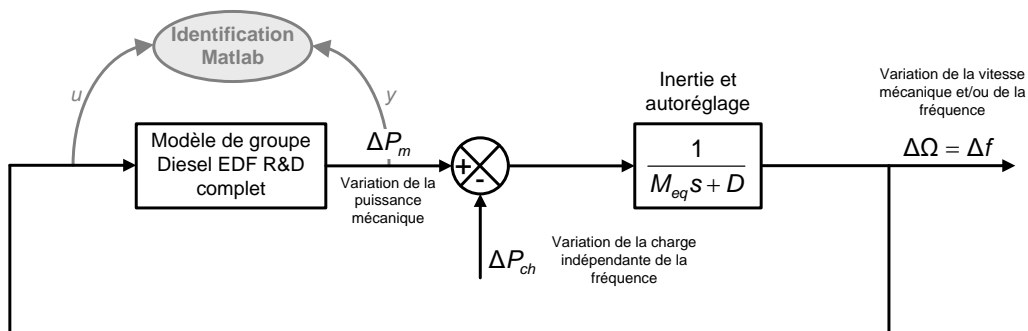 Identification
Matlab
u
y
Modèle de groupe
Diesel EDF R&D
complet
ΔP_m
Variation de la
puissance
mécanique
+
-
ΔP_ch
Variation de la charge
indépendante de la
fréquence
Inertie et
autoréglage
1
M_eq s + D
Variation de la vitesse
mécanique et/ou de la
fréquence
ΔΩ = Δf